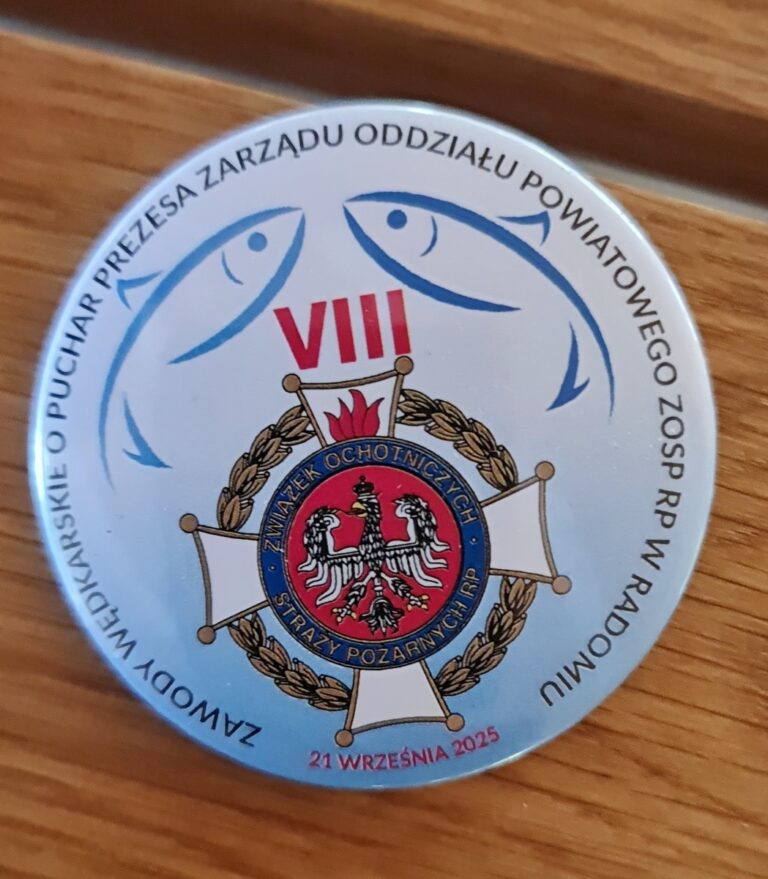 ZAWODY WĘDKARSKIE O PUCHAR PREZESA ZARZĄDU ODDZIAŁU POWIATOWEGO ZOSP RP W RADOMIU
VIII
ZWIĄZEK OCHOTNICZYCH
STRAŻY POŻARNYCH RP
21 WRZEŚNIA 2025